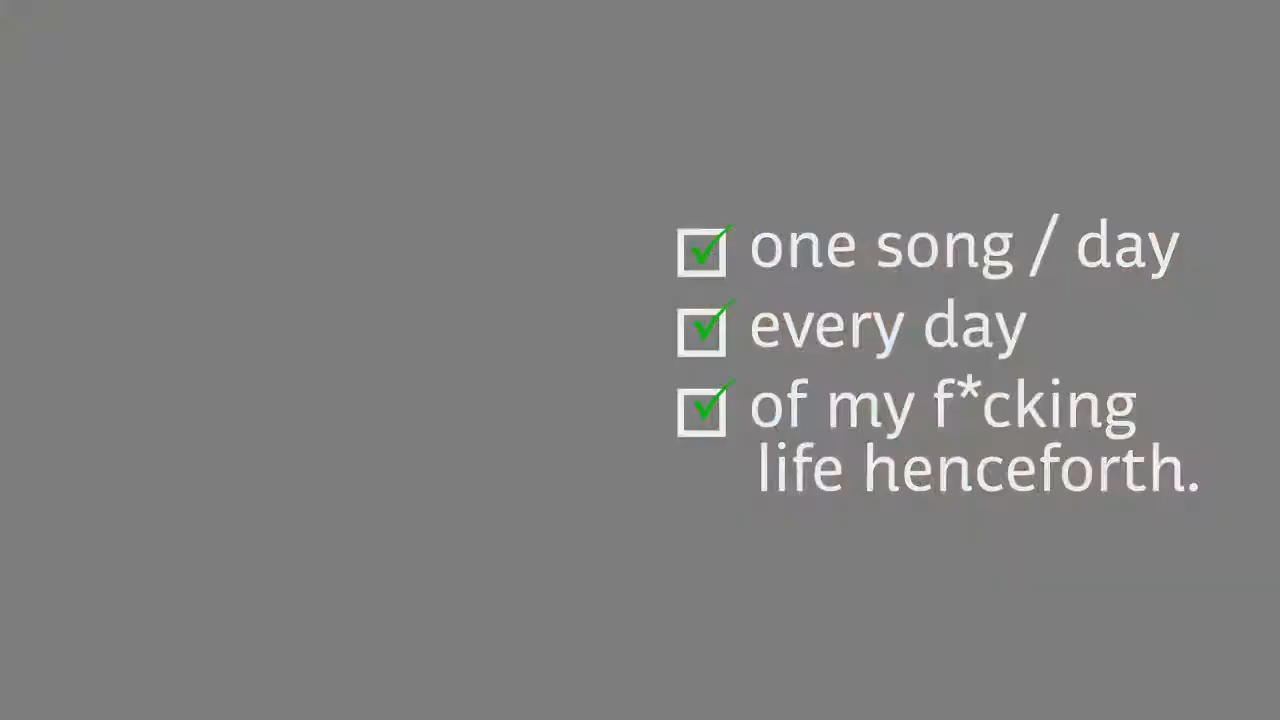 one song / day
every day
of my f*cking
life henceforth.